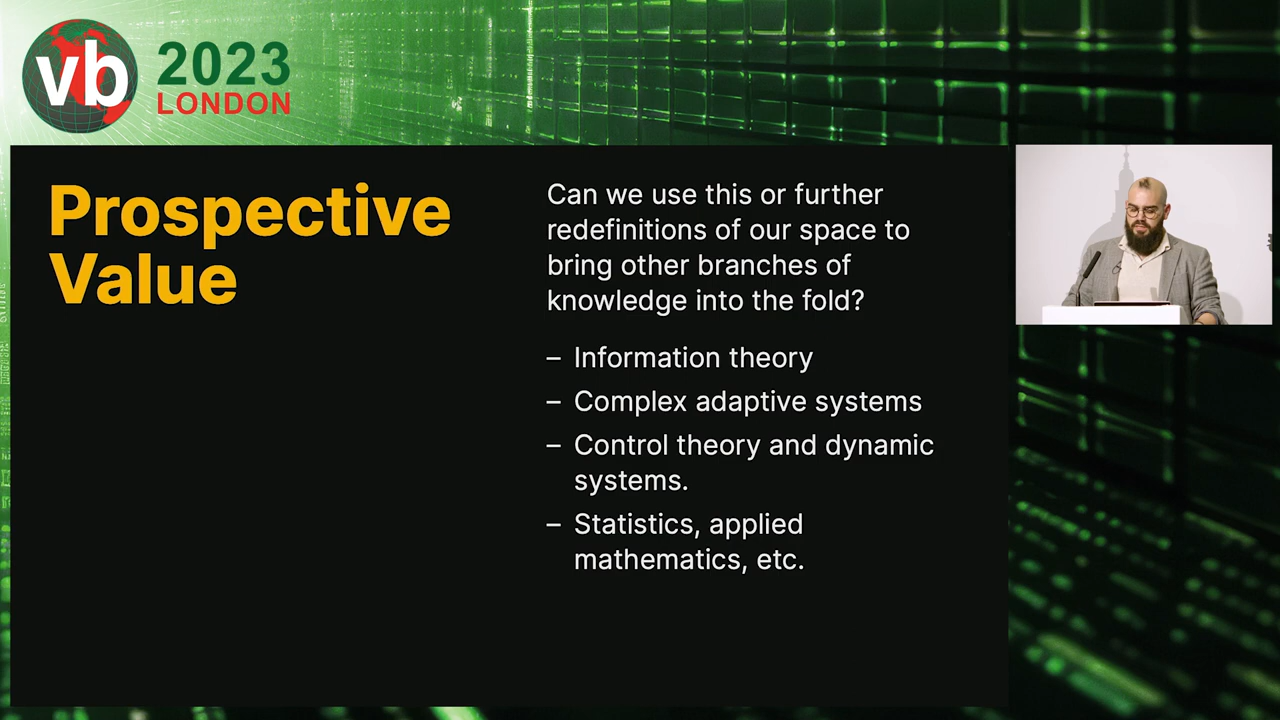 vb 2023
LONDON
Prospective
Value
Can we use this or further
redefinitions of our space to
bring other branches of
knowledge into the fold?
– Information theory
– Complex adaptive systems
– Control theory and dynamic
systems.
– Statistics, applied
mathematics, etc.